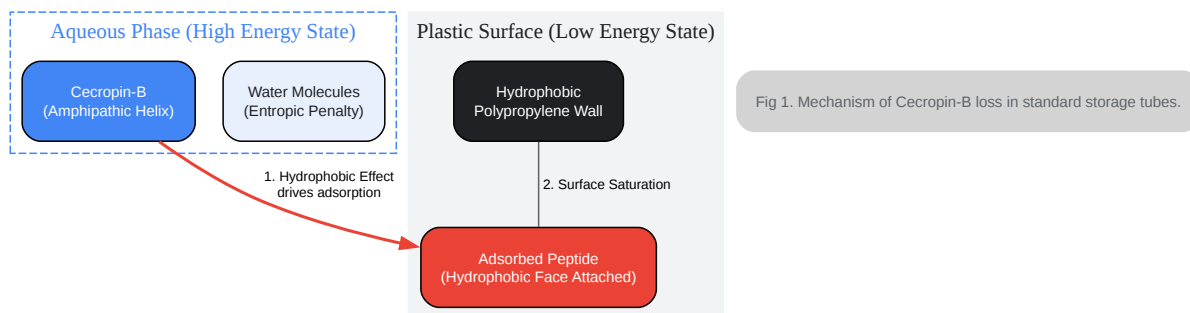 Aqueous Phase (High Energy State)
Cecropin-B
(Amphipathic Helix)
Water Molecules
(Entropic Penalty)
Plastic Surface (Low Energy State)
Hydrophobic
Polypropylene Wall
Fig 1. Mechanism of Cecropin-B loss in standard storage tubes.
1. Hydrophobic Effect
drives adsorption
2. Surface Saturation
Adsorbed Peptide
(Hydrophobic Face Attached)